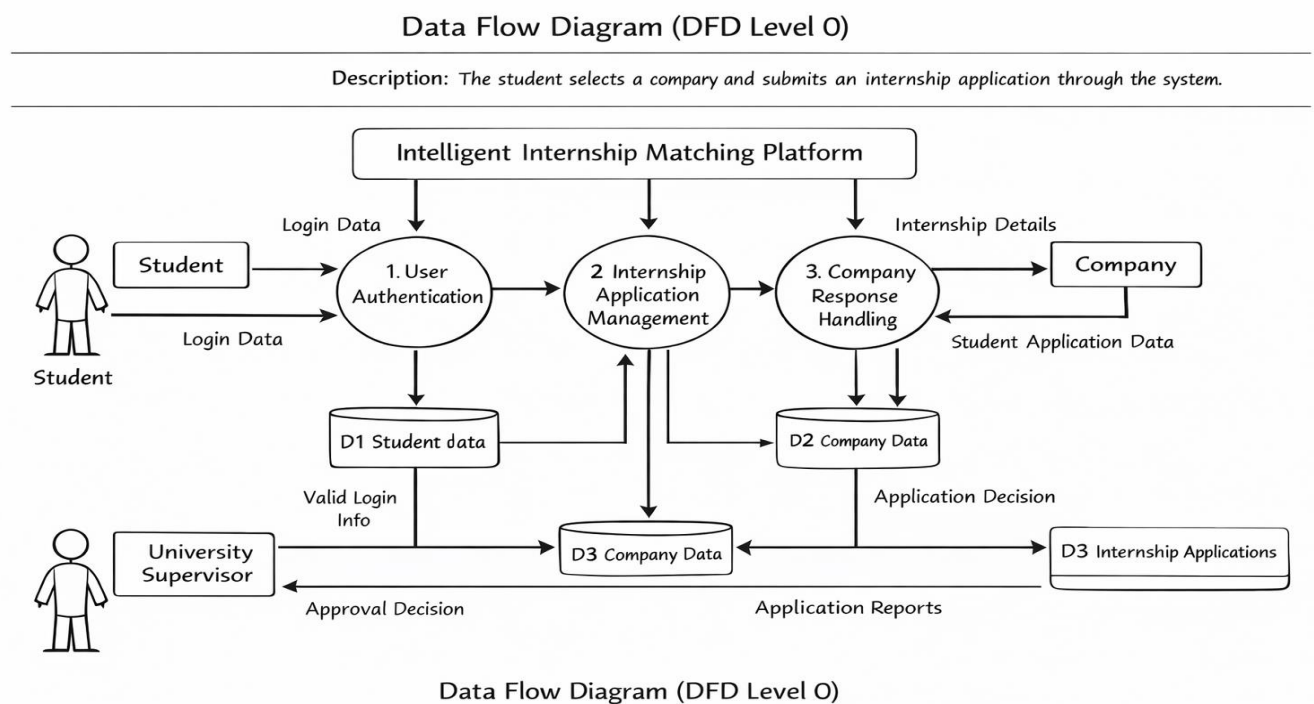 Data Flow Diagram (DFD Level 0)
Description: The student selects a compary and submits an internship application through the system.
Intelligent Internship Matching Platform
Login Data
Internship Details
Student
1. User
Authentication
2 Internship
Application
Management
3. Company
Response
Handling
Company
Login Data
Student Application Data
Student
D1 Student data
D2 Company Data
Valid Login
Info
Application Decision
University
Supervisor
D3 Company Data
D3 Internship Applications
Approval Decision
Application Reports
Data Flow Diagram (DFD Level 0)